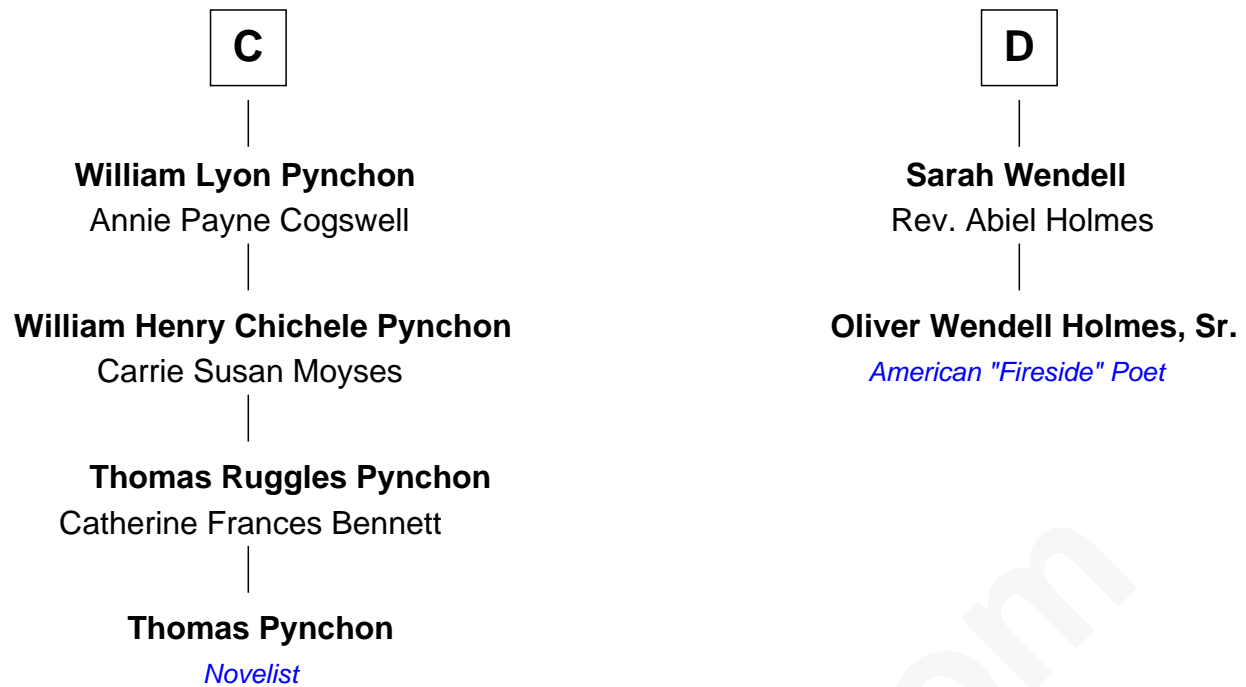 C
William Lyon Pynchon
Annie Payne Cogswell
William Henry Chichele Pynchon
Carrie Susan Moyses
Thomas Ruggles Pynchon
Catherine Frances Bennett
Thomas Pynchon
Novelist
D
Sarah Wendell
Rev. Abiel Holmes
Oliver Wendell Holmes, Sr.
American "Fireside" Poet
om